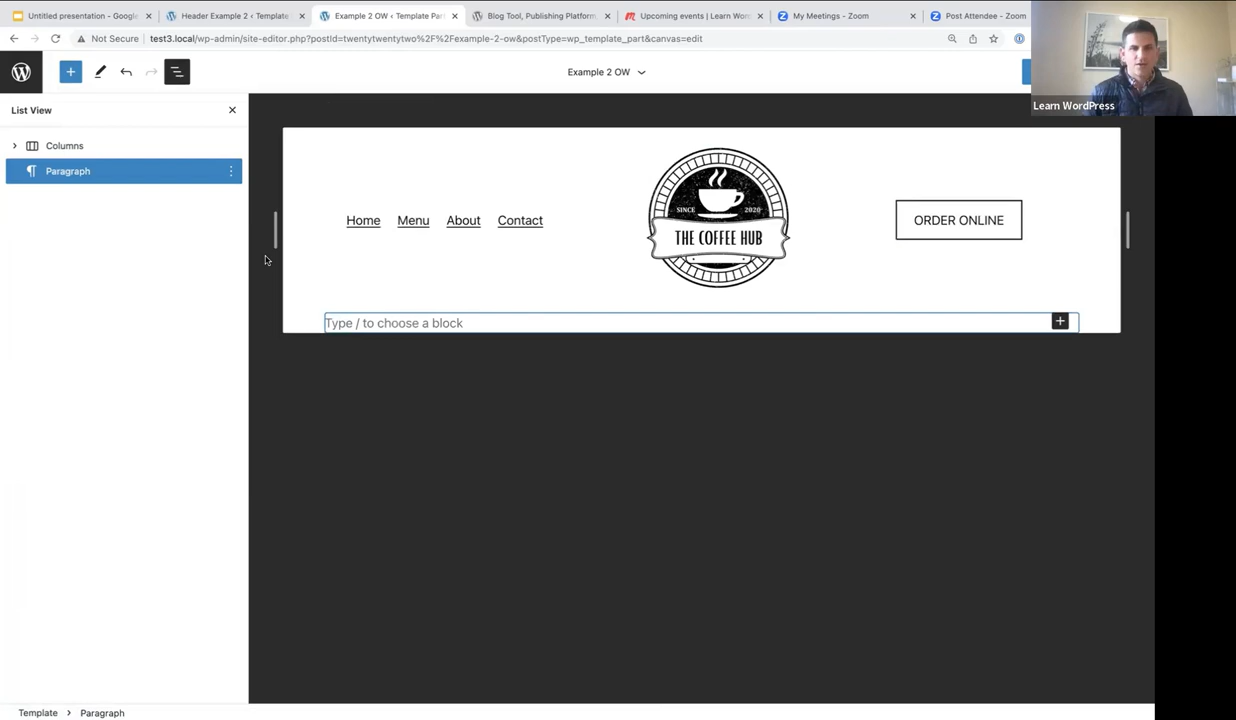 Untitled presentation - Google
Header Example 2 ‹ Template
Example 2 OW ‹ Template Par
Blog Tool, Publishing Platform
Upcoming events | Learn Wor
My Meetings - Zoom
Post Attendee - Zoom
Not Secure
test3.local/wp-admin/site-editor.php?postId=twentytwentytwo%2F%2Fexample-2-ow&postType=wp_template_part&canvas=edit
Example 2 OW
Learn WordPress
List View
Columns
Paragraph
Home
Menu
About
Contact
SINCE
2020
THE COFFEE HUB
ORDER ONLINE
Type / to choose a block
Template
Paragraph